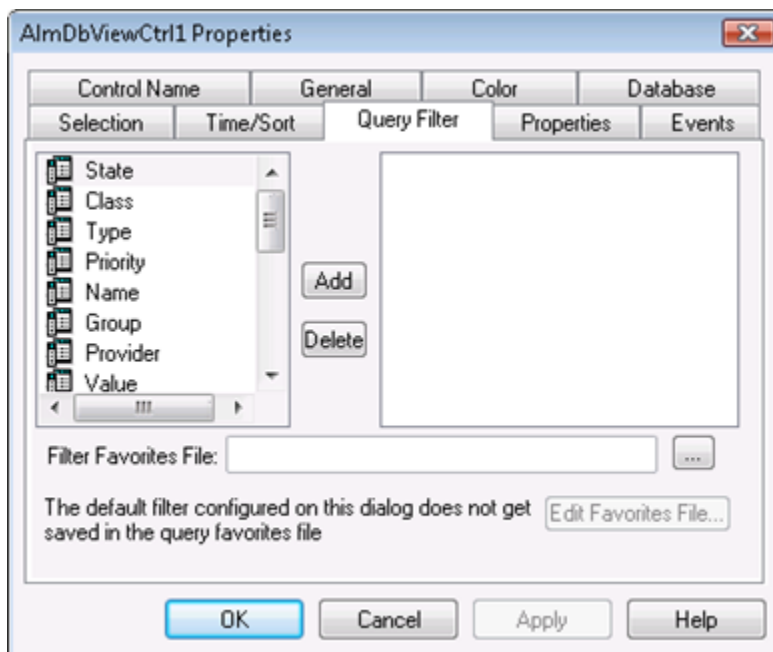 AlmDbViewCtrl1 Properties
Control Name General Color Database
Selection Time/Sort Query Filter Properties Events
State
Class
Type
Priority
Name
Group
Provider
Value
Add
Delete
Filter Favorites File:
...
The default filter configured on this dialog does not get
saved in the query favorites file
Edit Favorites File...
OK Cancel Apply Help